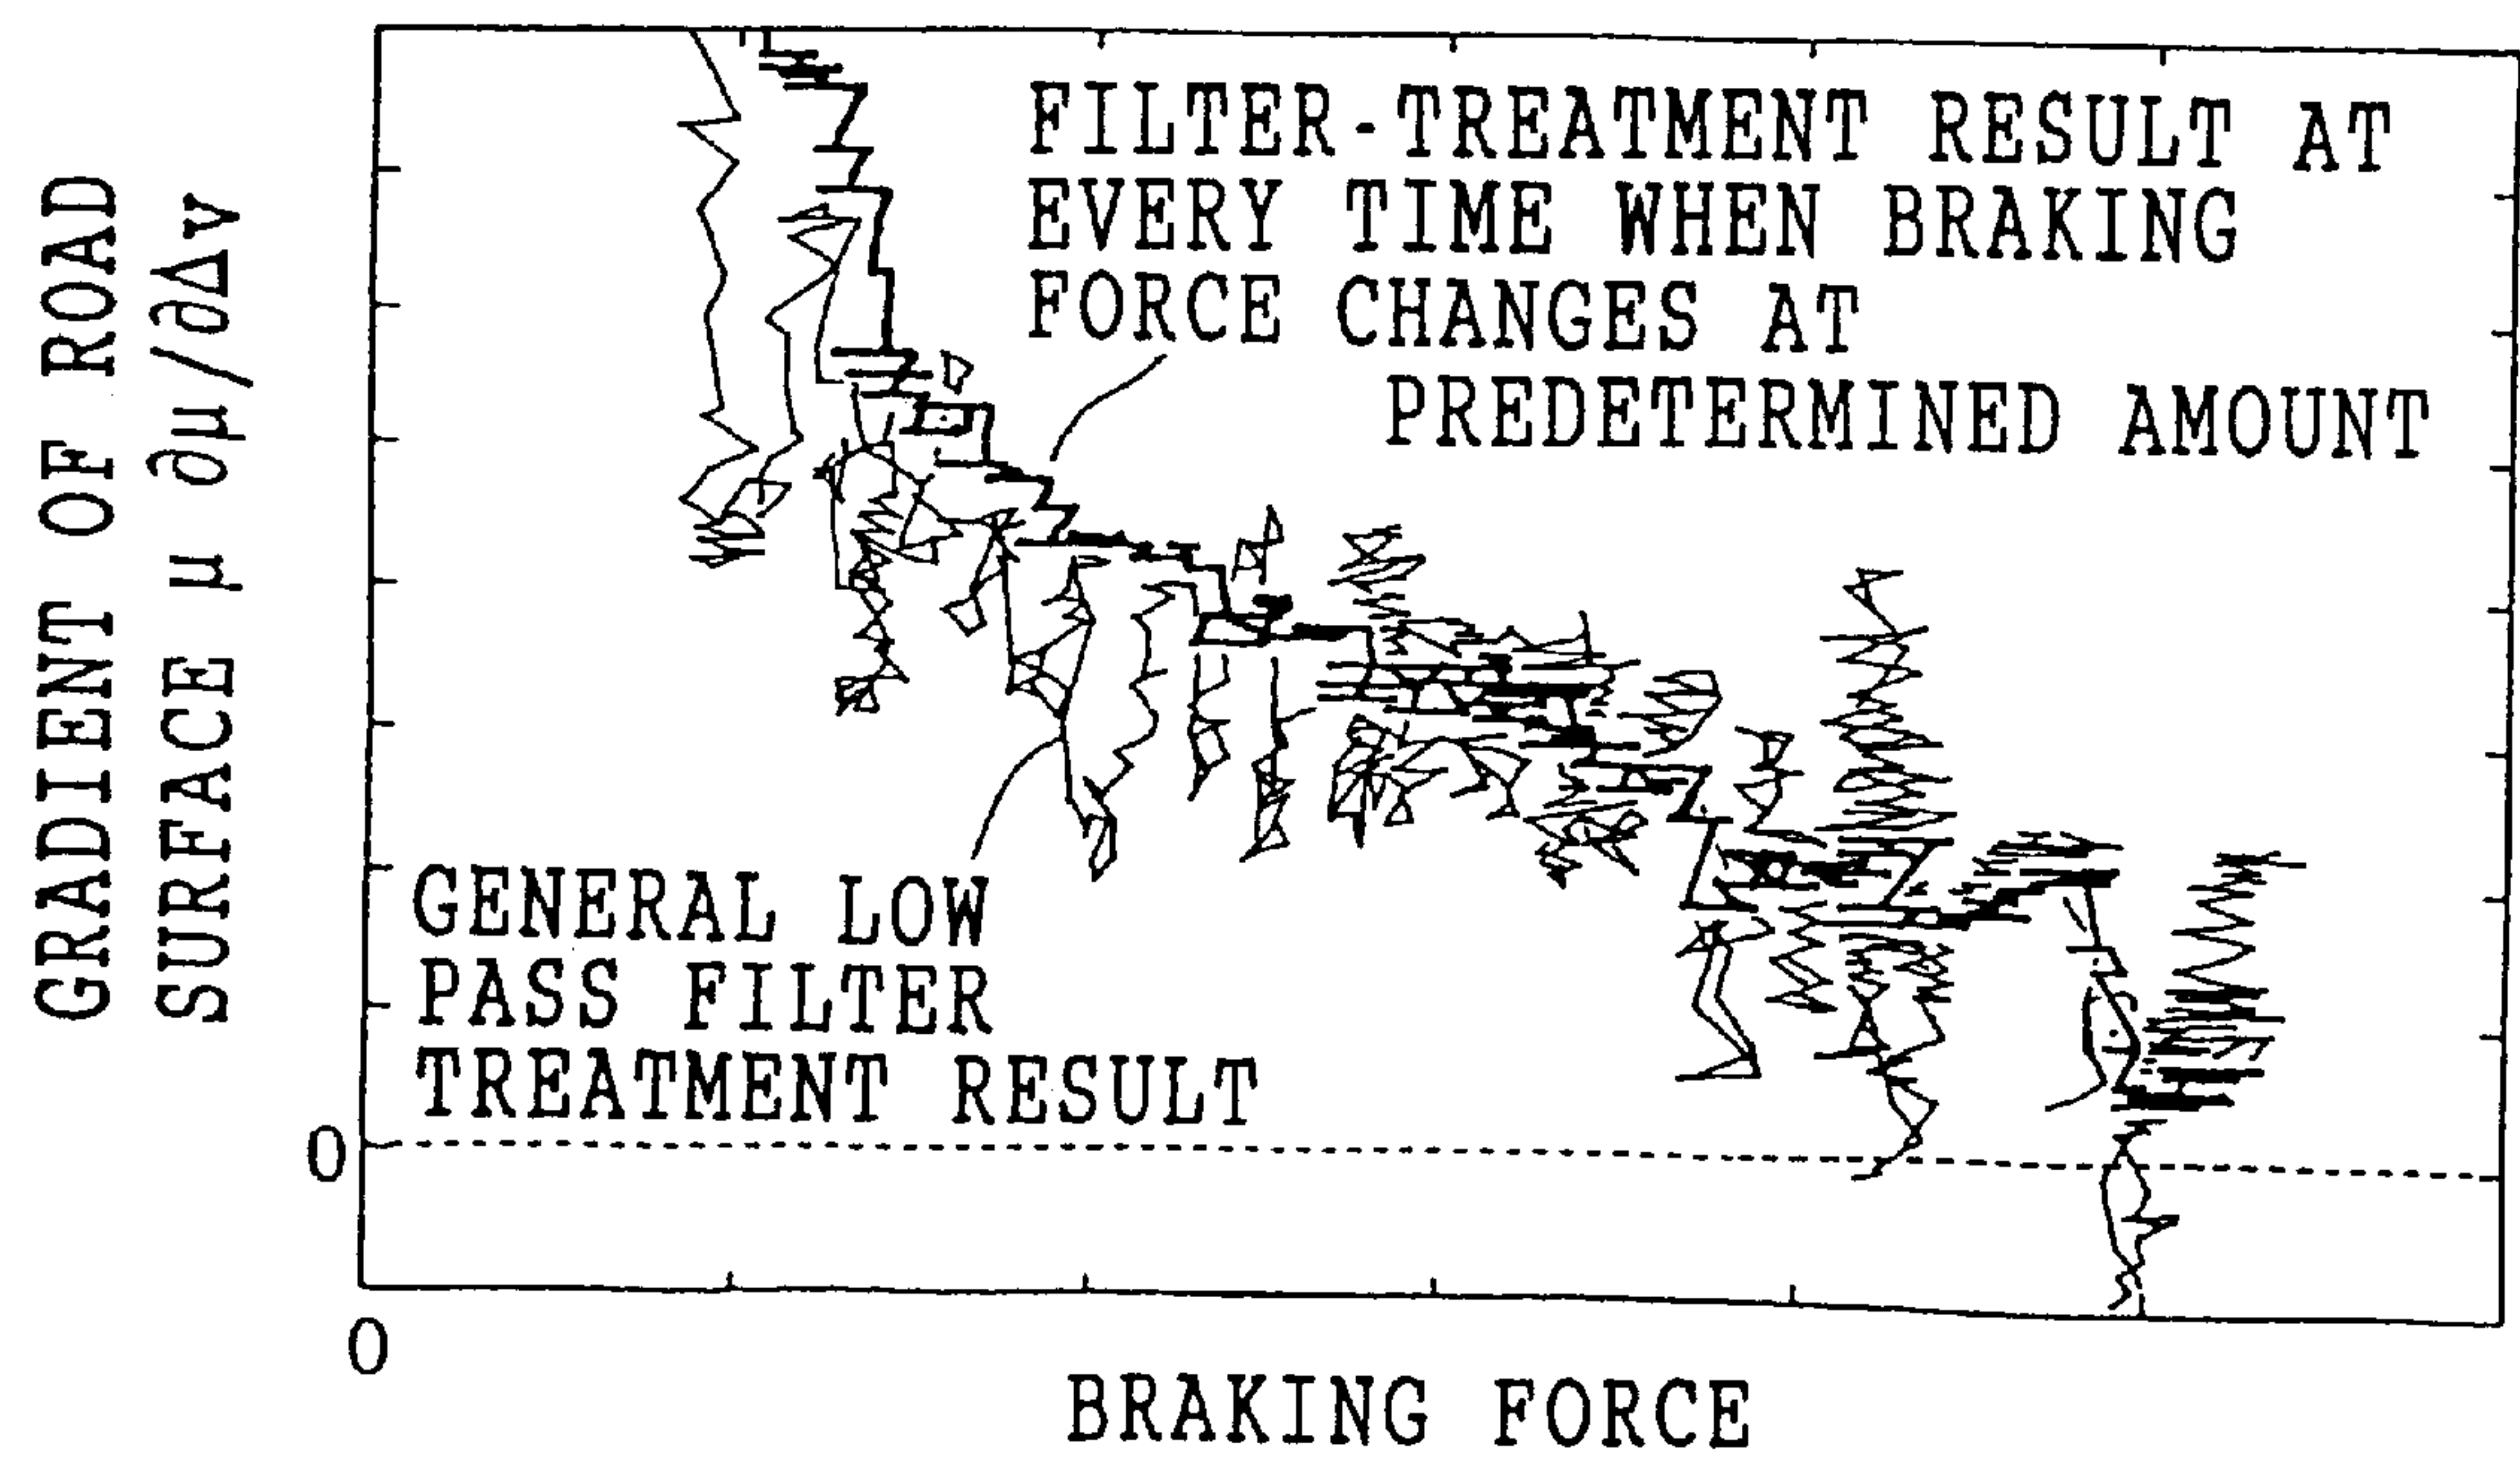 GRADIENT OF ROAD
SURFACE μ ∂μ/∂Δv
FILTER-TREATMENT RESULT AT
EVERY TIME WHEN BRAKING
FORCE CHANGES AT
PREDETERMINED AMOUNT
GENERAL LOW
PASS FILTER
TREATMENT RESULT
0
0
BRAKING FORCE